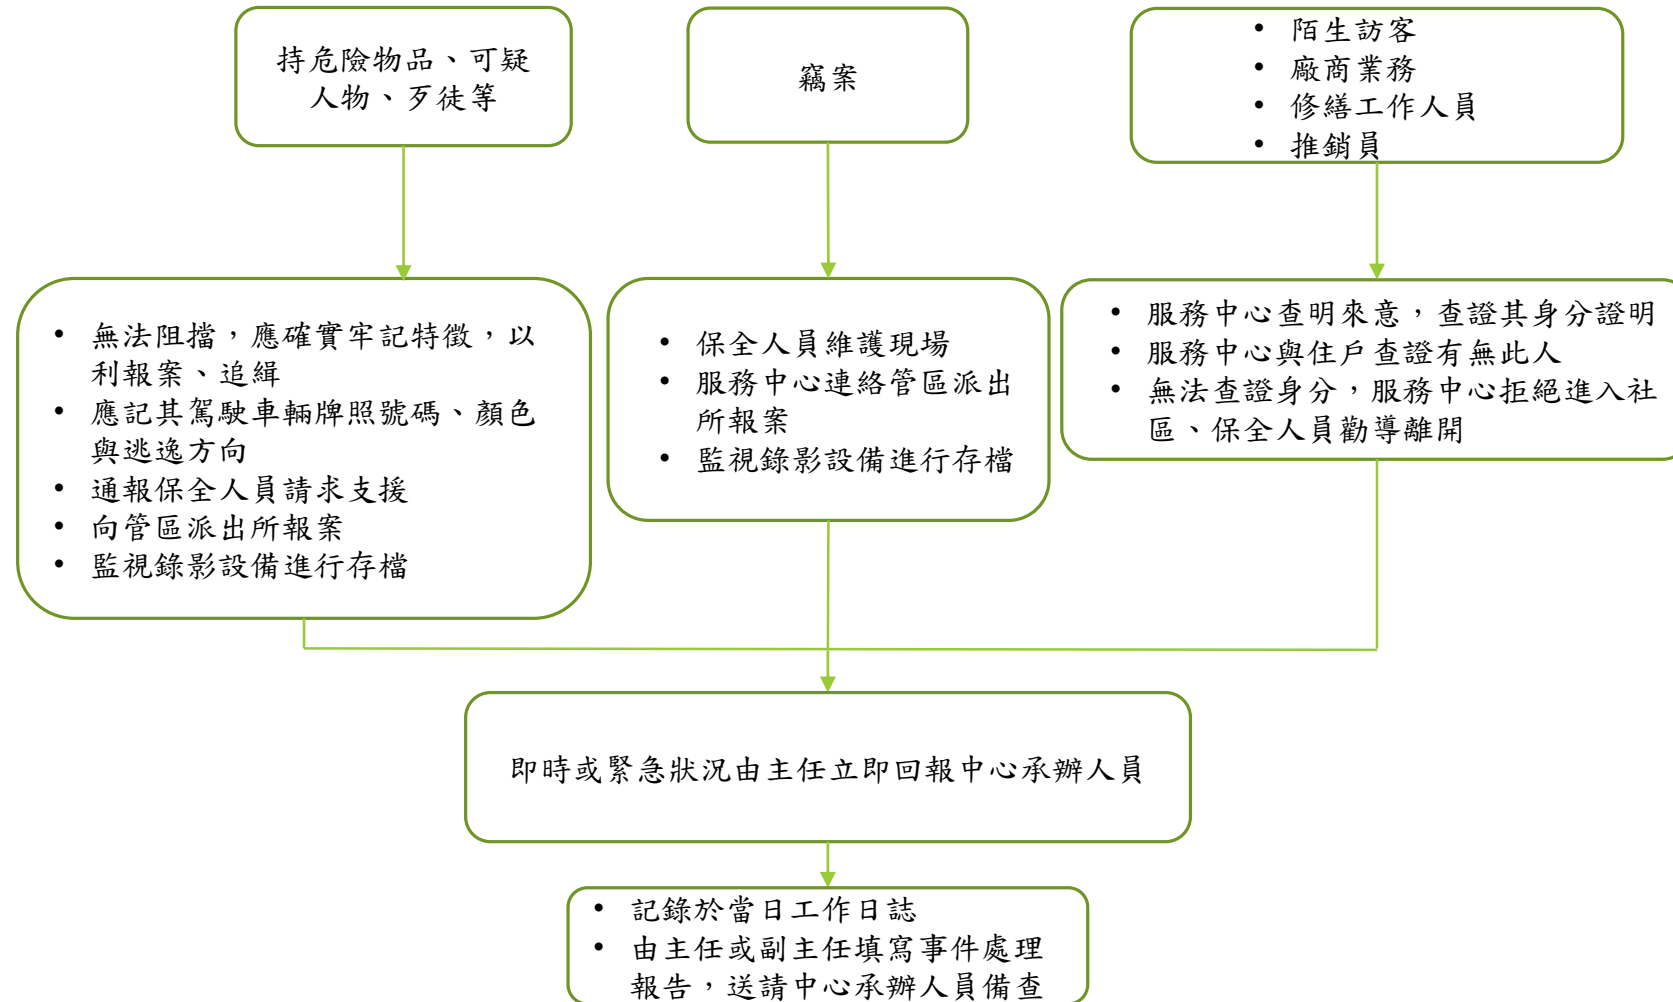 持危險物品、可疑
人物、歹徒等
竊案
• 陌生訪客
• 廠商業務
• 修繕工作人員
• 推銷員
• 無法阻擋，應確實牢記特徵，以
利報案、追緝
• 應記其駕駛車輛牌照號碼、顏色
與逃逸方向
• 通報保全人員請求支援
• 向管區派出所報案
• 監視錄影設備進行存檔
• 保全人員維護現場
• 服務中心連絡管區派出
所報案
• 監視錄影設備進行存檔
• 服務中心查明來意，查證其身分證明
• 服務中心與住戶查證有無此人
• 無法查證身分，服務中心拒絕進入社
區、保全人員勸導離開
即時或緊急狀況由主任立即回報中心承辦人員
• 記錄於當日工作日誌
• 由主任或副主任填寫事件處理
報告，送請中心承辦人員備查